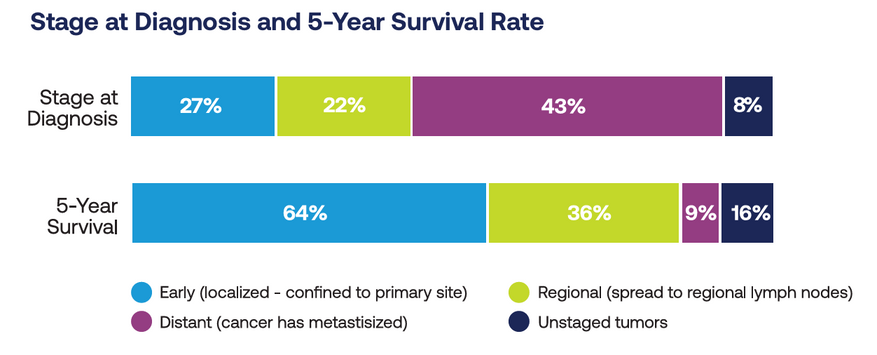 Stage at Diagnosis and 5-Year Survival Rate
Stage at
Diagnosis
27% 22% 43% 8%
5-Year
Survival
64% 36% 9% 16%
Early (localized - confined to primary site)
Regional (spread to regional lymph nodes)
Distant (cancer has metastisized)
Unstaged tumors